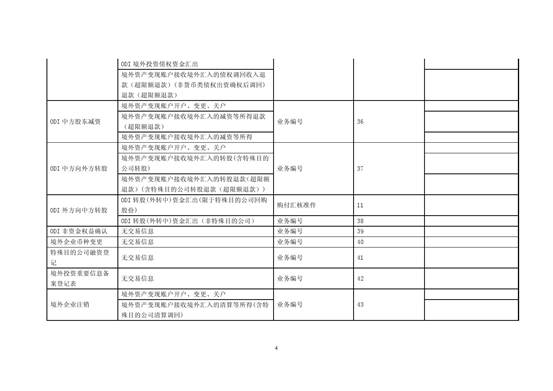 ODI 境外投资债权资金汇出
境外资产变现账户接收境外汇入的债权调回收入退
款（超限额退款）(非货币类债权出资确权后调回)
退款（超限额退款）
ODI 中方股东减资
境外资产变现账户开户、变更、关户
境外资产变现账户接收境外汇入的减资等所得退款
（超限额退款）
境外资产变现账户接收境外汇入的减资等所得
业务编号
36
ODI 中方向外方转股
境外资产变现账户开户、变更、关户
境外资产变现账户接收境外汇入的转股(含特殊目的
公司转股)
境外资产变现账户接收境外汇入的转股退款(超限额
退款)(含特殊目的公司转股退款（超限额退款）)
业务编号
37
ODI 外方向中方转股
ODI 转股(外转中)资金汇出(限于特殊目的公司回购
股份)
购付汇核准件
11
ODI 转股(外转中)资金汇出（非特殊目的公司）
业务编号
38
ODI 非资金权益确认
无交易信息
业务编号
39
境外企业币种变更
无交易信息
业务编号
40
特殊目的公司融资登
记
无交易信息
业务编号
41
境外投资重要信息备
案登记表
无交易信息
业务编号
42
境外企业注销
境外资产变现账户开户、变更、关户
境外资产变现账户接收境外汇入的清算等所得(含特
殊目的公司清算调回)
业务编号
43
4